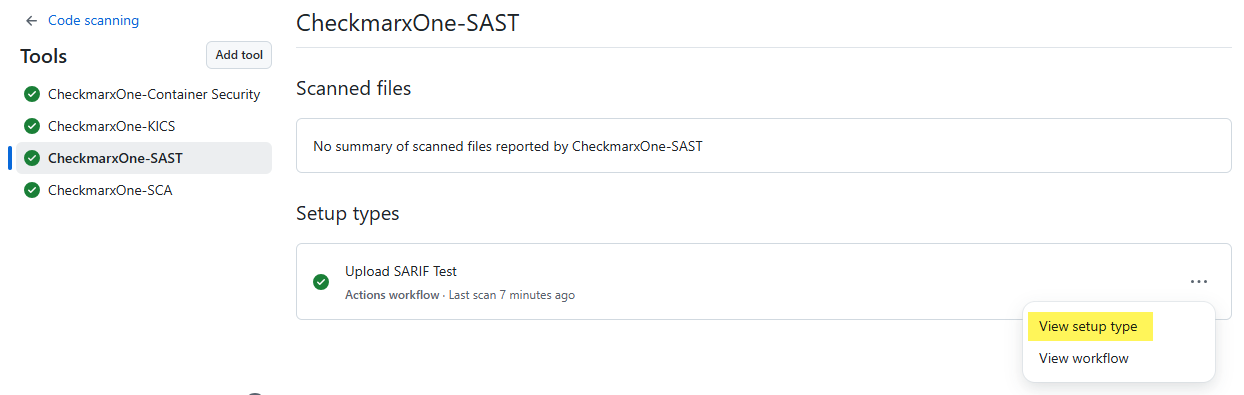 Code scanning
Tools
Add tool
CheckmarxOne-Container Security
CheckmarxOne-KICS
CheckmarxOne-SAST
CheckmarxOne-SCA
CheckmarxOne-SAST
Scanned files
No summary of scanned files reported by CheckmarxOne-SAST
Setup types
Upload SARIF Test
Actions workflow · Last scan 7 minutes ago
View setup type
View workflow